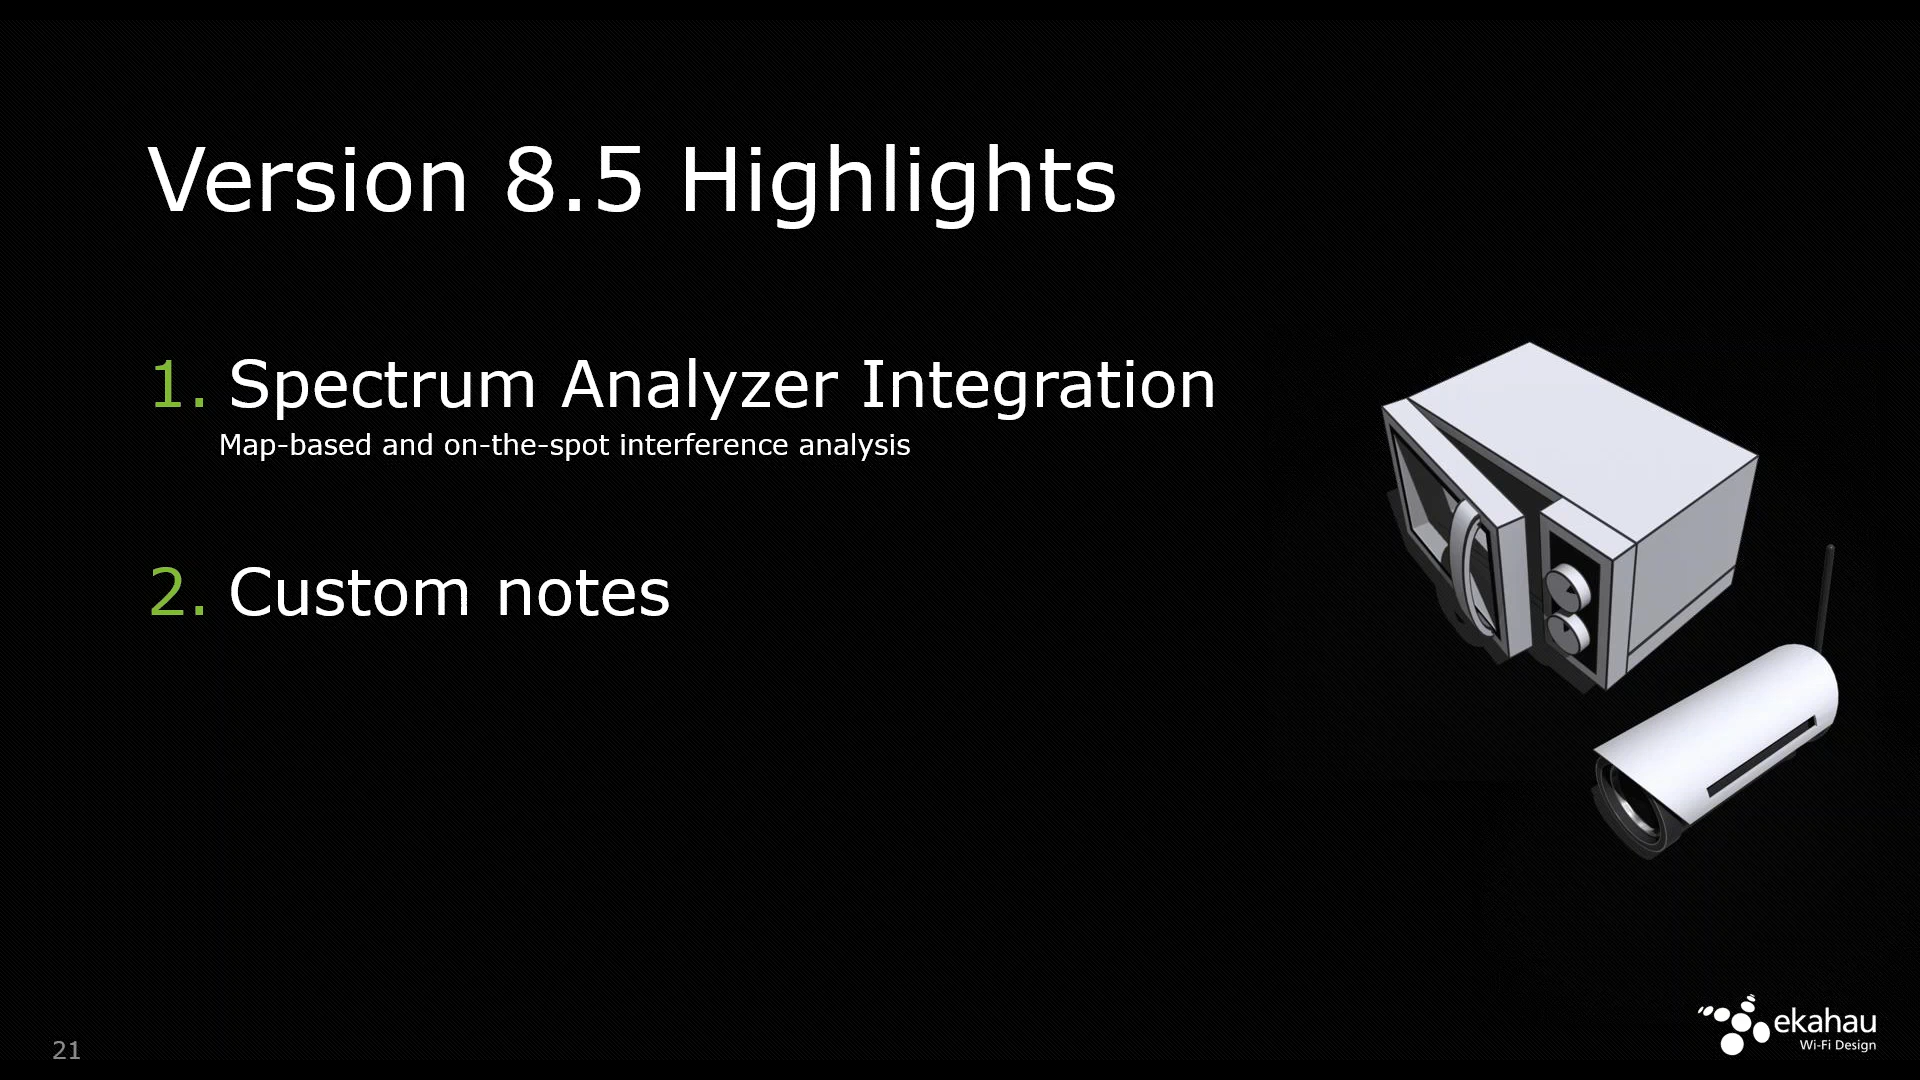 Version 8.5 Highlights
1. Spectrum Analyzer Integration
Map-based and on-the-spot interference analysis
2. Custom notes
21
ekahau
Wi-Fi Design